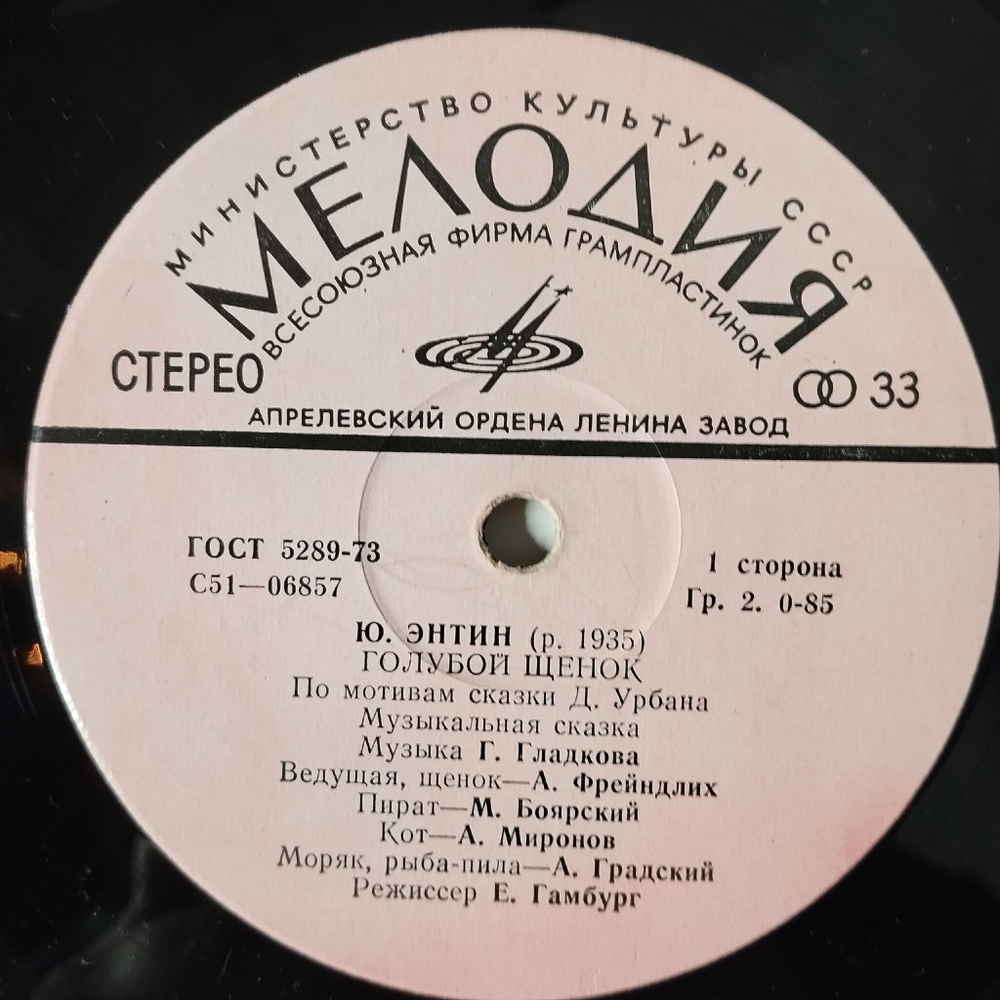 МИНИСТЕРСТВО КУЛЬТУРЫ СССР
МЕЛОДИЯ
ВСЕСОЮЗНАЯ ФИРМА ГРАМПЛАСТИНОК
СТЕРЕО
33
АПРЕЛЕВСКИЙ ОРДЕНА ЛЕНИНА ЗАВОД
ГОСТ 5289-73
С51—06857
1 сторона
Гр. 2. 0-85
Ю. ЭНТИН (р. 1935)
ГОЛУБОЙ ЩЕНОК
По мотивам сказки Д. Урбана
Музыкальная сказка
Музыка Г. Гладкова
Ведущая, щенок—А. Фрейндлих
Пират—М. Боярский
Кот—А. Миронов
Моряк, рыба-пила—А. Градский
Режиссер Е. Гамбург